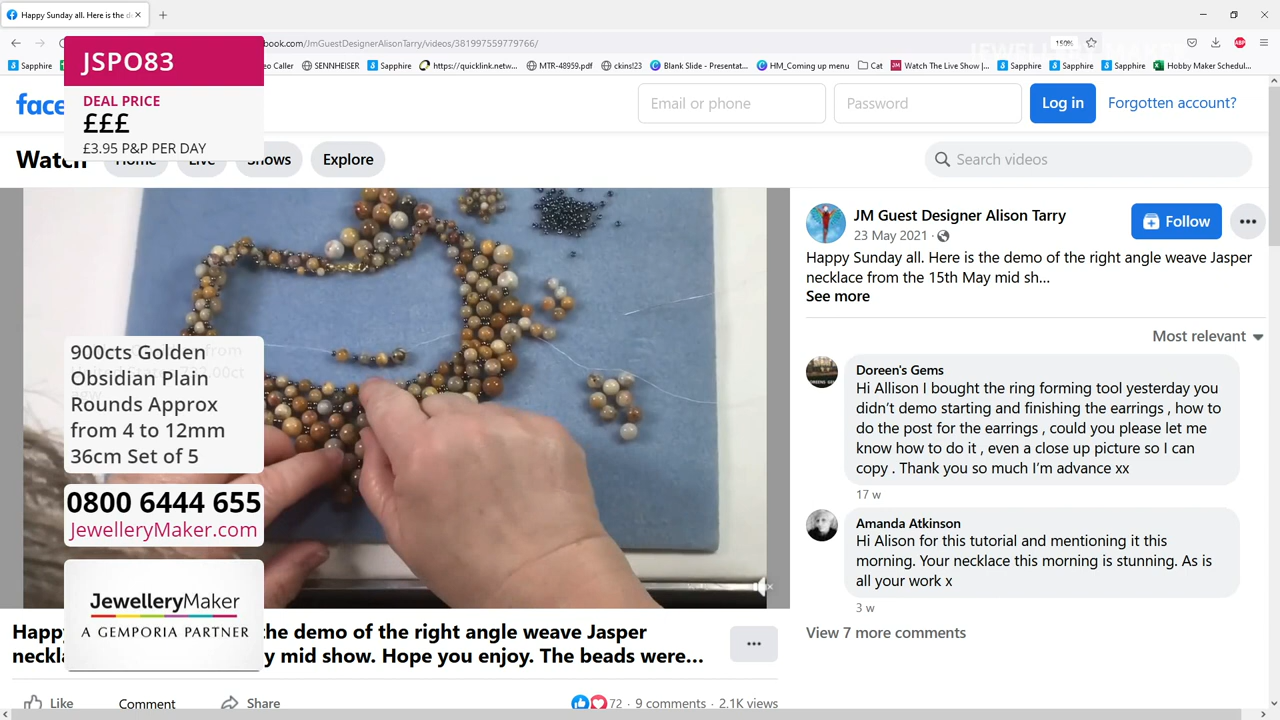 Happy Sunday all. Here is the d
book.com/JmGuestDesignerAlisonTarry/videos/381997559779766/
150%
JEWELLERY MAKER
Sapphire
eo Caller
SENNHEISER
Sapphire
https://quicklink.netw...
MTR-48959.pdf
ckins!23
Blank Slide - Presentat...
HM_Coming up menu
Cat
Watch The Live Show |...
Sapphire
Sapphire
Sapphire
Hobby Maker Schedul...
JSPO83
DEAL PRICE
£££
£3.95 P&P PER DAY
face
Email or phone
Password
Log in
Forgotten account?
Watch
Home
Live
Shows
Explore
Search videos
900cts Golden
Obsidian Plain
Rounds Approx
from 4 to 12mm
36cm Set of 5
0800 6444 655
JewelleryMaker.com
JewelleryMaker
A GEMPORIA PARTNER
JM Guest Designer Alison Tarry
23 May 2021 ·
Follow
Happy Sunday all. Here is the demo of the right angle weave Jasper
necklace from the 15th May mid sh...
See more
Most relevant
Doreen's Gems
Hi Allison I bought the ring forming tool yesterday you
didn't demo starting and finishing the earrings , how to
do the post for the earrings , could you please let me
know how to do it , even a close up picture so I can
copy . Thank you so much I'm advance xx
17 w
Amanda Atkinson
Hi Alison for this tutorial and mentioning it this
morning. Your necklace this morning is stunning. As is
all your work x
3 w
View 7 more comments
Happ the demo of the right angle weave Jasper
neckla y mid show. Hope you enjoy. The beads were...
Like
Comment
Share
72 · 9 comments · 2.1K views